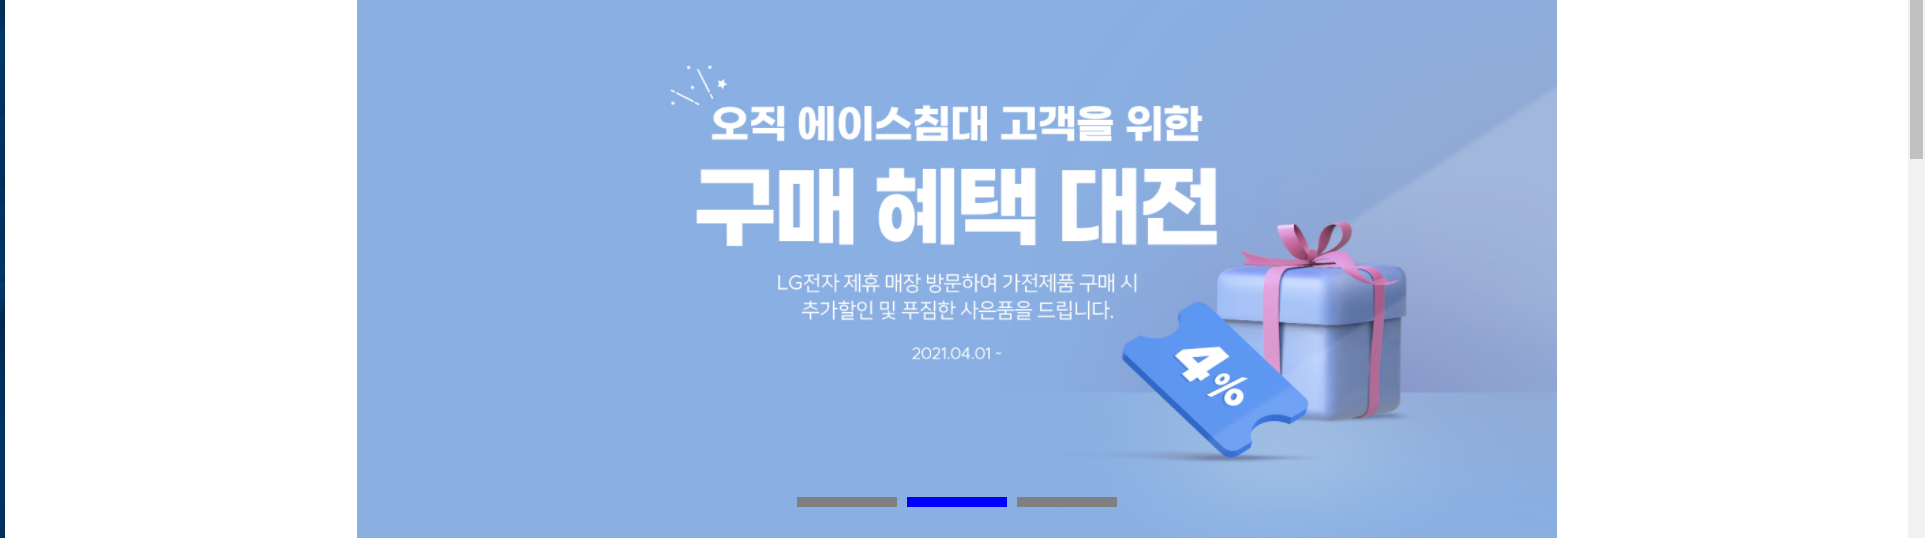 오직 에이스침대 고객을 위한
구매 혜택 대전
LG전자 제휴 매장 방문하여 가전제품 구매 시
추가할인 및 푸짐한 사은품을 드립니다.
2021.04.01 ~
4%